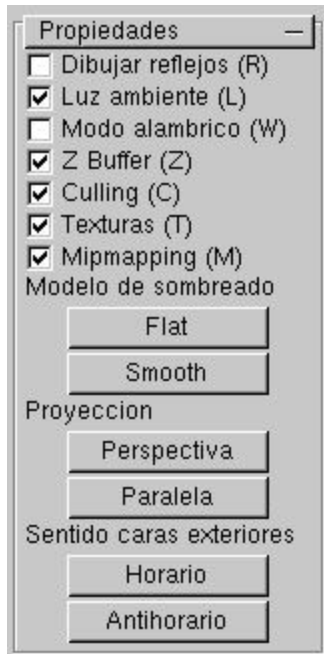 Propiedades
Dibujar reflejos (R)
Luz ambiente (L)
Modo alambrico (W)
Z Buffer (Z)
Culling (C)
Texturas (T)
Mipmapping (M)
Modelo de sombreado
Flat
Smooth
Proyeccion
Perspectiva
Paralela
Sentido caras exteriores
Horario
Antihorario